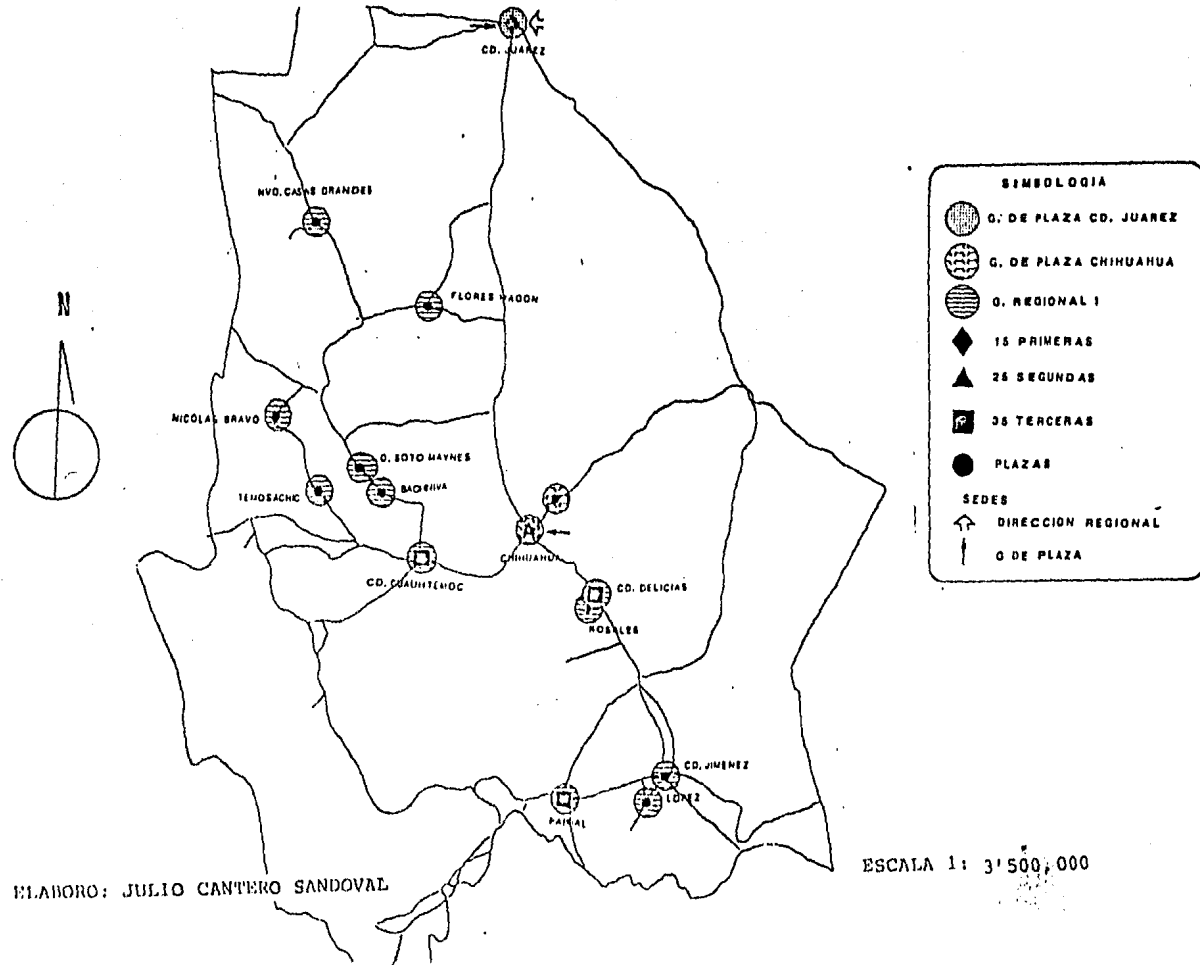 CD. JUAREZ
NVO. CASAS GRANDES
FLORES MAGON
N
NICOLAS BRAVO
O. SOTO MAYNES
BACHINIVA
TEMOSACHIC
CHIHUAHUA
CD. CUAUHTEMOC
CD. DELICIAS
ROSALES
CD. JIMENEZ
LOPEZ
PARRAL
SIMBOLOGIA
G. DE PLAZA CD. JUAREZ
G. DE PLAZA CHIHUAHUA
G. REGIONAL I
15 PRIMERAS
25 SEGUNDAS
35 TERCERAS
PLAZAS
SEDES
DIRECCION REGIONAL
G DE PLAZA
ELABORO: JULIO CANTERO SANDOVAL
ESCALA 1: 3'500,000